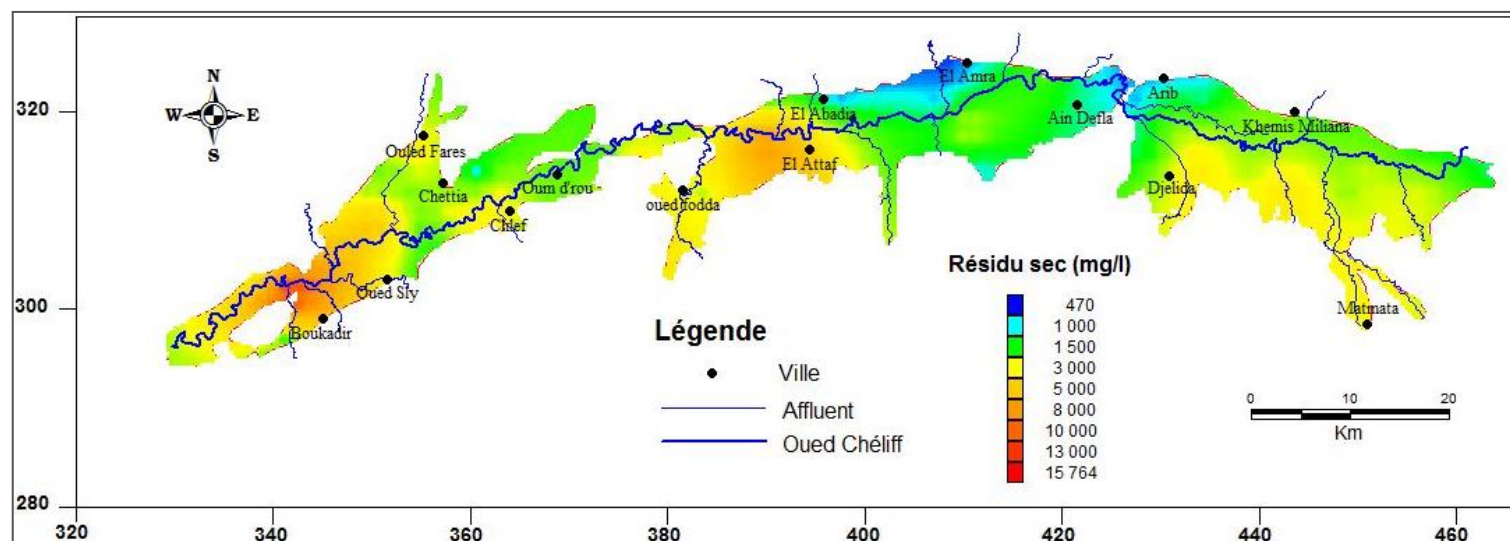 N
W E
S
320
300
280
320 340 360 380 400 420 440 460
El Amra
Arib
El Abadia
Ain Defla
Khemis Miliana
Ouled Fares
El Attaf
Chettia
Oum d'rou
Djelida
oued fodda
Chlef
Oued Sly
Boukadir
Matmata
Légende
Ville
Affluent
Oued Chéliff
Résidu sec (mg/l)
470
1 000
1 500
3 000
5 000
8 000
10 000
13 000
15 764
0 10 20
Km